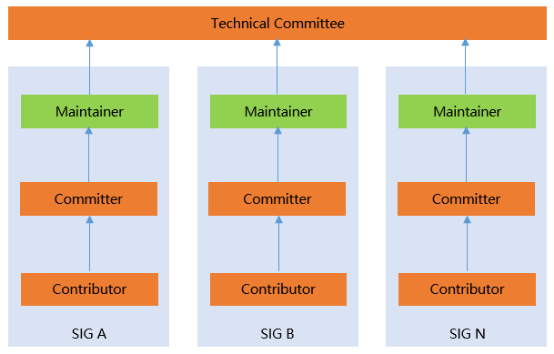 Technical Committee
Maintainer
Maintainer
Maintainer
Committer
Committer
Committer
Contributor
Contributor
Contributor
SIG A
SIG B
SIG N